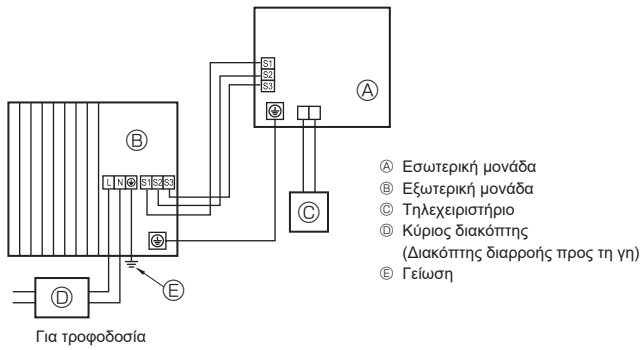 S1
S2
S3
Ⓐ
Ⓑ
L N S1 S2 S3
Ⓒ
Ⓓ
Ⓔ
Για τροφοδοσία
Ⓐ Εσωτερική μονάδα
Ⓑ Εξωτερική μονάδα
Ⓒ Τηλεχειριστήριο
Ⓓ Κύριος διακόπτης
(Διακόπτης διαρροής προς τη γη)
Ⓔ Γείωση